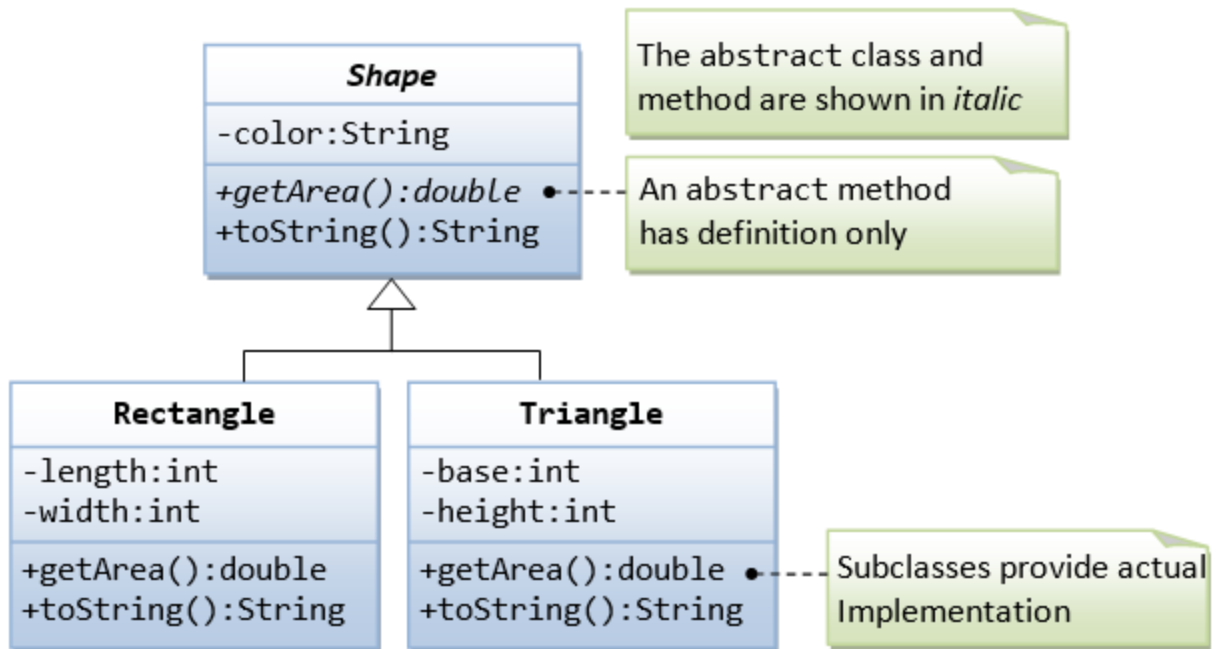 Shape
-color:String
+getArea():double
+toString():String
The abstract class and
method are shown in italic
An abstract method
has definition only
Rectangle
-length:int
-width:int
+getArea():double
+toString():String
Triangle
-base:int
-height:int
+getArea():double
+toString():String
Subclasses provide actual
Implementation